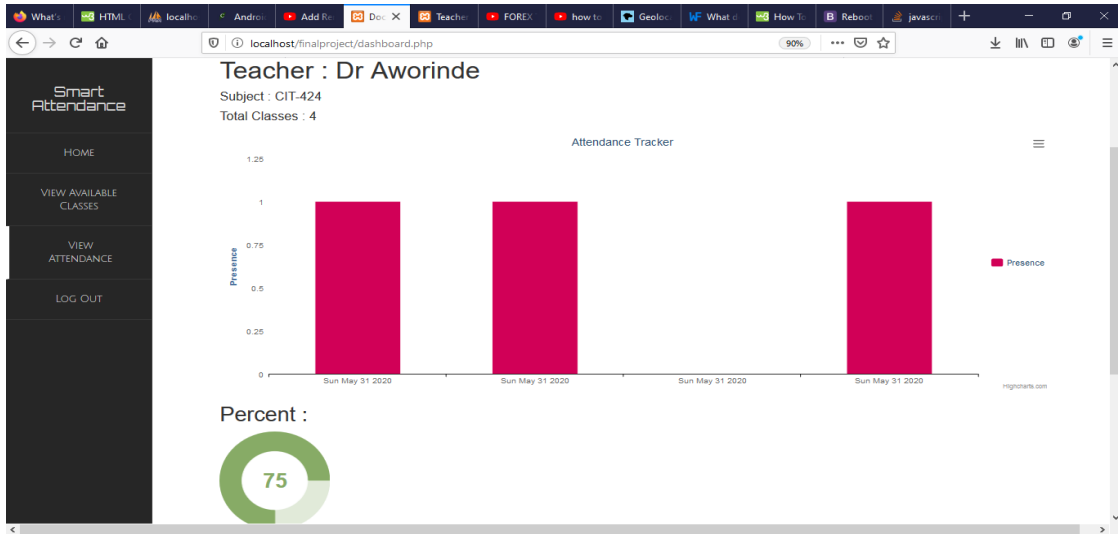 What's
HTML
localho
Androi
Add Re
Doc
Teache
FOREX
how to
Geoloc
What d
How To
Reboot
javascri
localhost/finalproject/dashboard.php
90%
Smart
Attendance
Home
View Available
Classes
View
Attendance
Log Out
Teacher : Dr Aworinde
Subject : CIT-424
Total Classes : 4
Attendance Tracker
1.25
1
0.75
0.5
0.25
0
Presence
Sun May 31 2020
Sun May 31 2020
Sun May 31 2020
Sun May 31 2020
Presence
Highcharts.com
Percent :
75